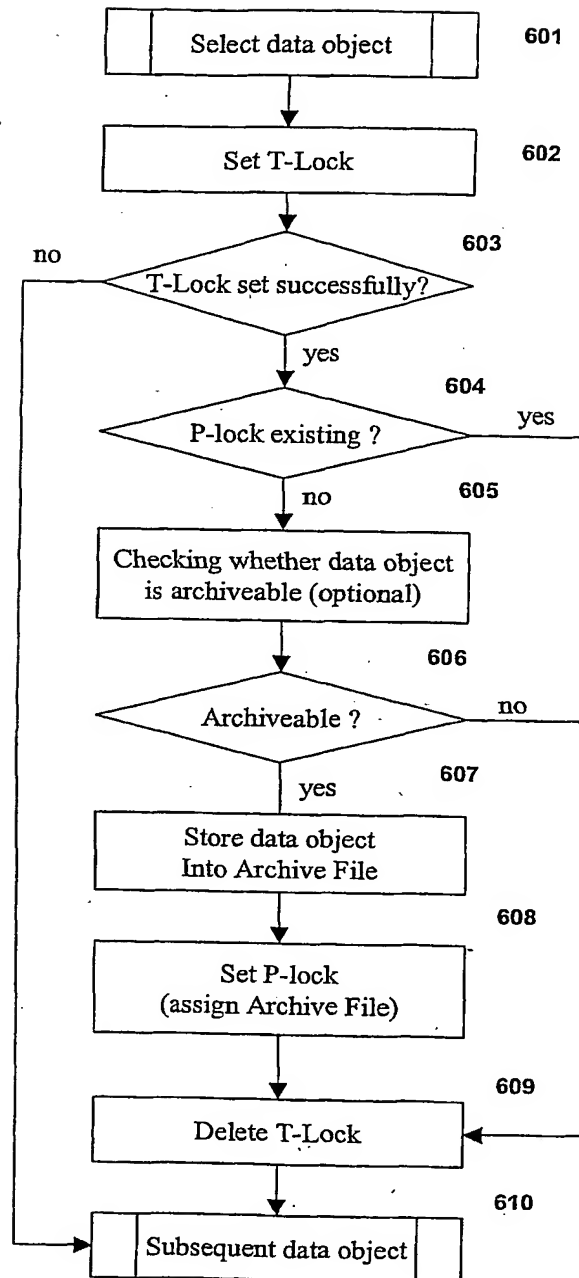 Select data object
601
Set T-Lock
602
603
no
T-Lock set successfully?
yes
604
P-lock existing ?
yes
605
no
Checking whether data object
is archiveable (optional)
606
Archiveable ?
no
607
yes
Store data object
Into Archive File
608
Set P-lock
(assign Archive File)
609
Delete T-Lock
610
Subsequent data object